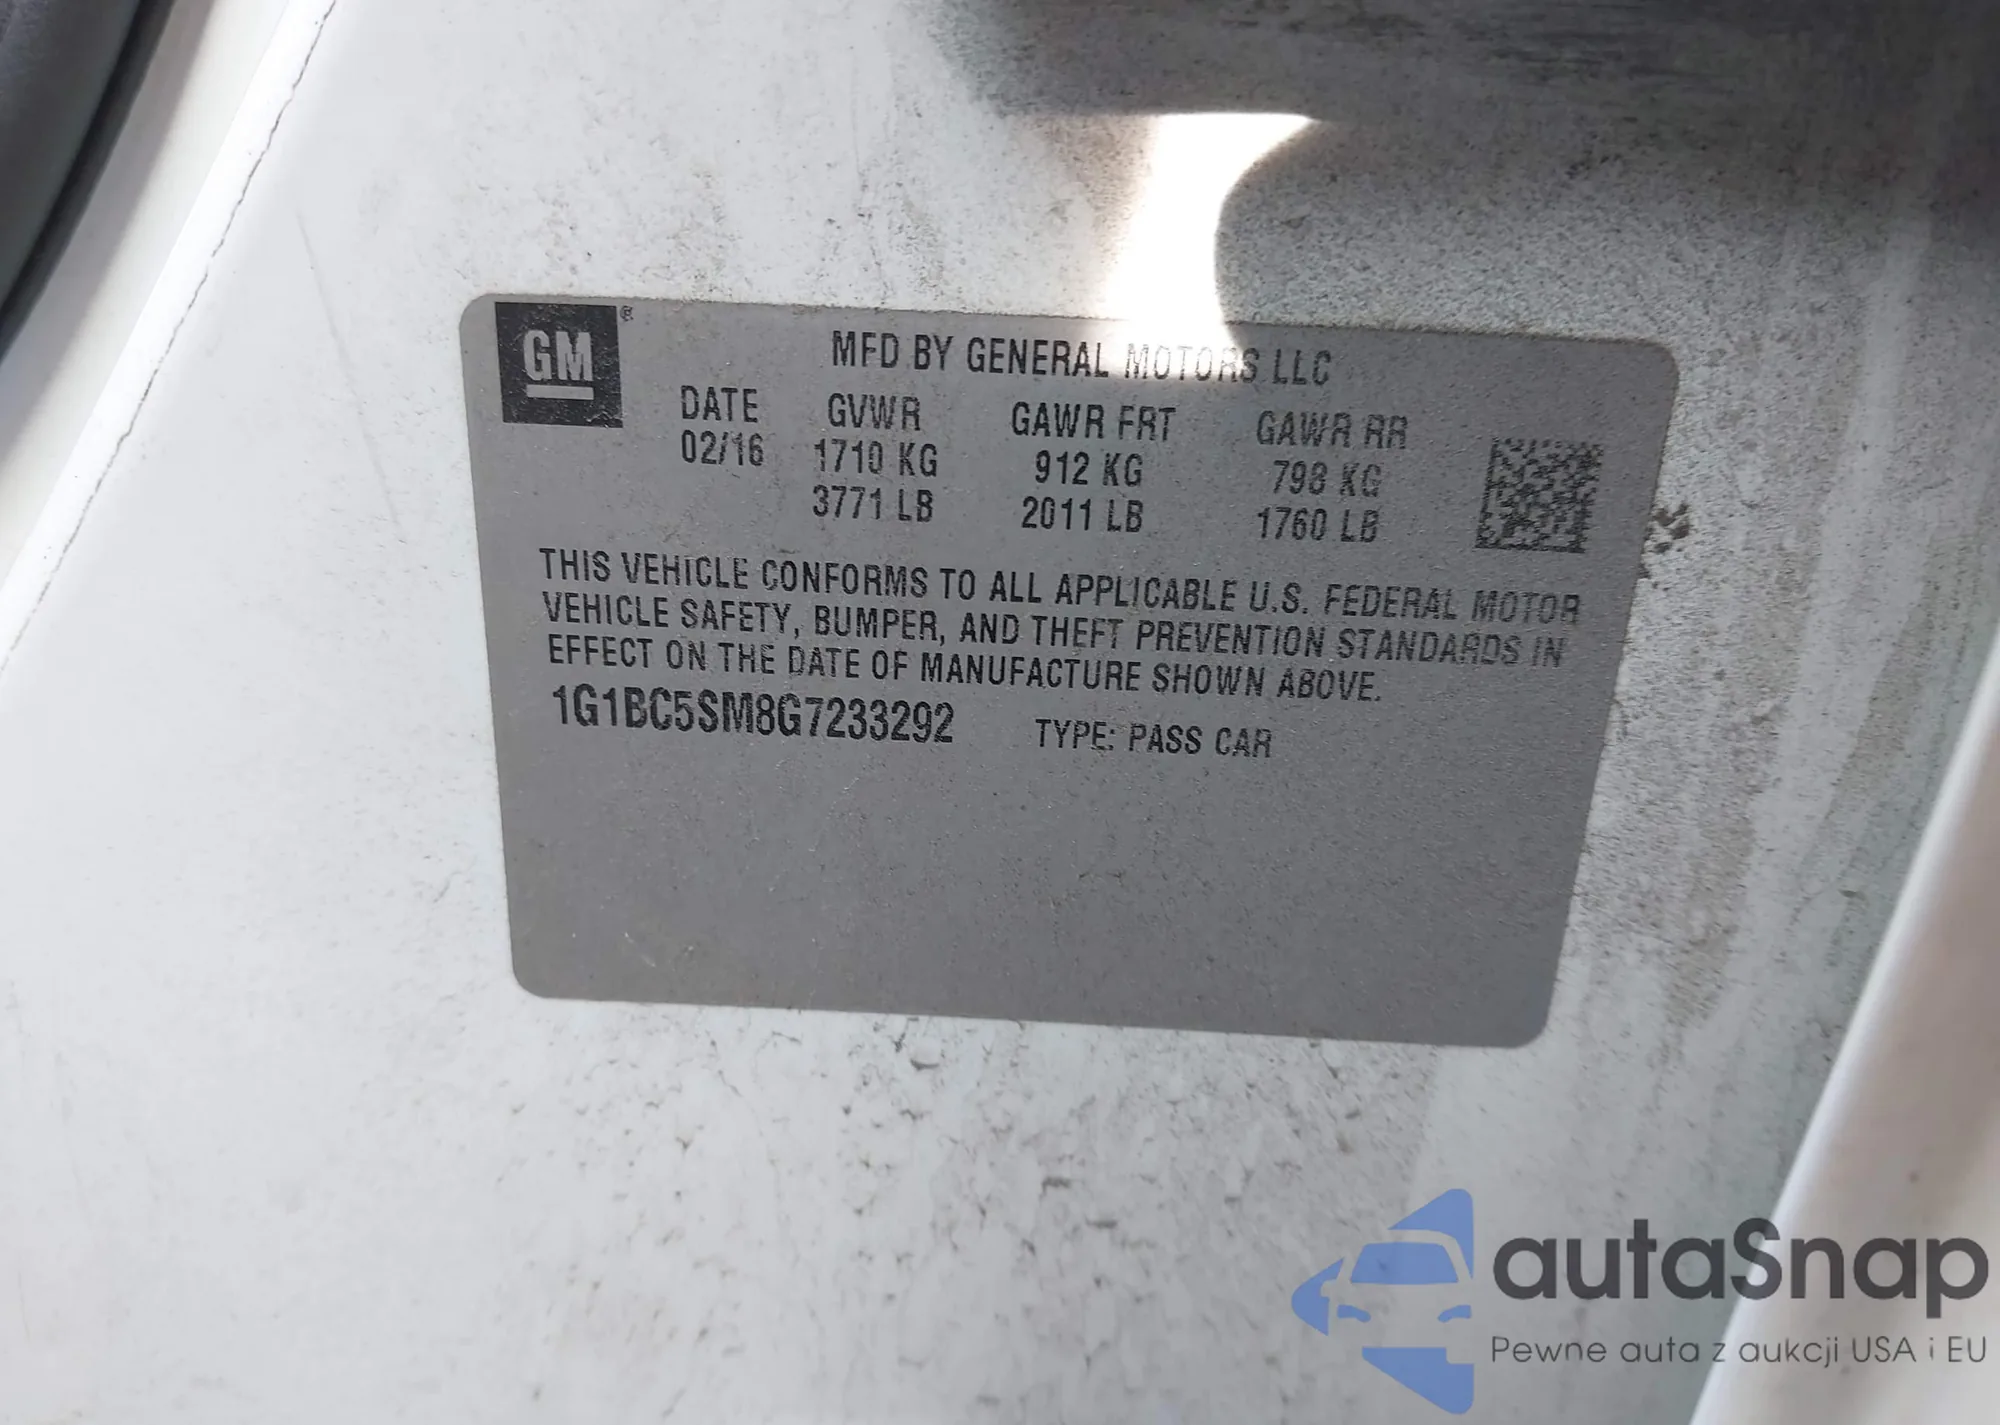 GM ®
MFD BY GENERAL MOTORS LLC
DATE GVWR GAWR FRT GAWR RR
02/16 1710 KG 912 KG 798 KG
3771 LB 2011 LB 1760 LB
THIS VEHICLE CONFORMS TO ALL APPLICABLE U.S. FEDERAL MOTOR
VEHICLE SAFETY, BUMPER, AND THEFT PREVENTION STANDARDS IN
EFFECT ON THE DATE OF MANUFACTURE SHOWN ABOVE.
1G1BC5SM8G7233292 TYPE: PASS CAR
autaSnap
Pewne auta z aukcji USA i EU